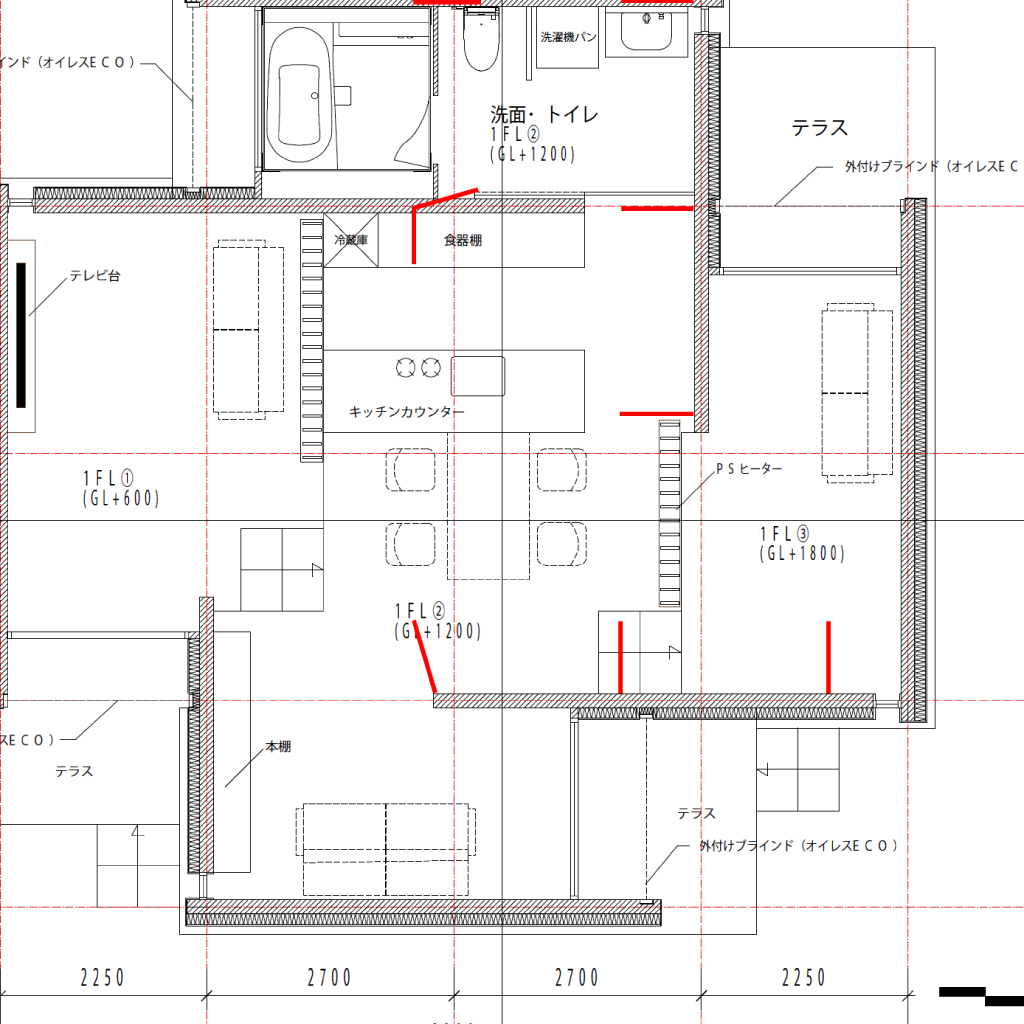 洗濯機パン
インド（オイレスＥＣＯ）
洗面・トイレ
1FL②
(GL+1200)
テラス
外付けブラインド（オイレスＥＣ
冷蔵庫
食器棚
テレビ台
キッチンカウンター
1FL①
(GL+600)
ＰＳヒーター
1FL③
(GL+1800)
1FL②
(GL+1200)
スＥＣＯ）
本棚
テラス
テラス
外付けブラインド（オイレスＥＣＯ）
2250
2700
2700
2250